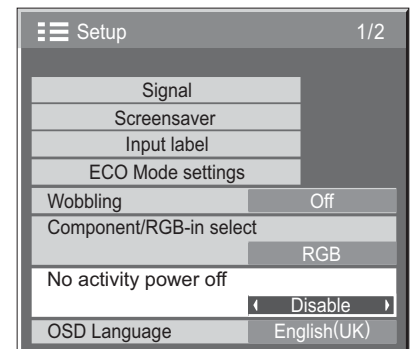 Setup 1/2
Signal
Screensaver
Input label
ECO Mode settings
Wobbling Off
Component/RGB-in select
RGB
No activity power off
Disable
OSD Language English(UK)